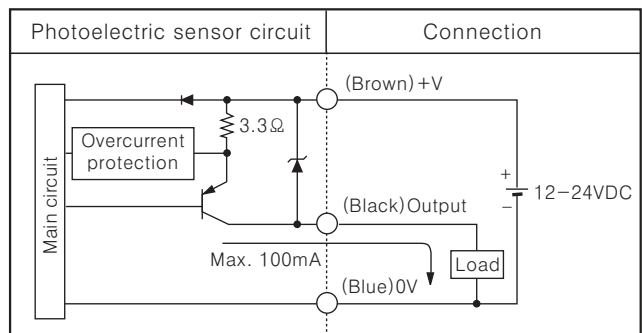 Photoelectric sensor circuit
Connection
(Brown)+V
3.3Ω
Overcurrent
protection
Main circuit
+
12−24VDC
−
(Black)Output
Max. 100mA
Load
(Blue)0V